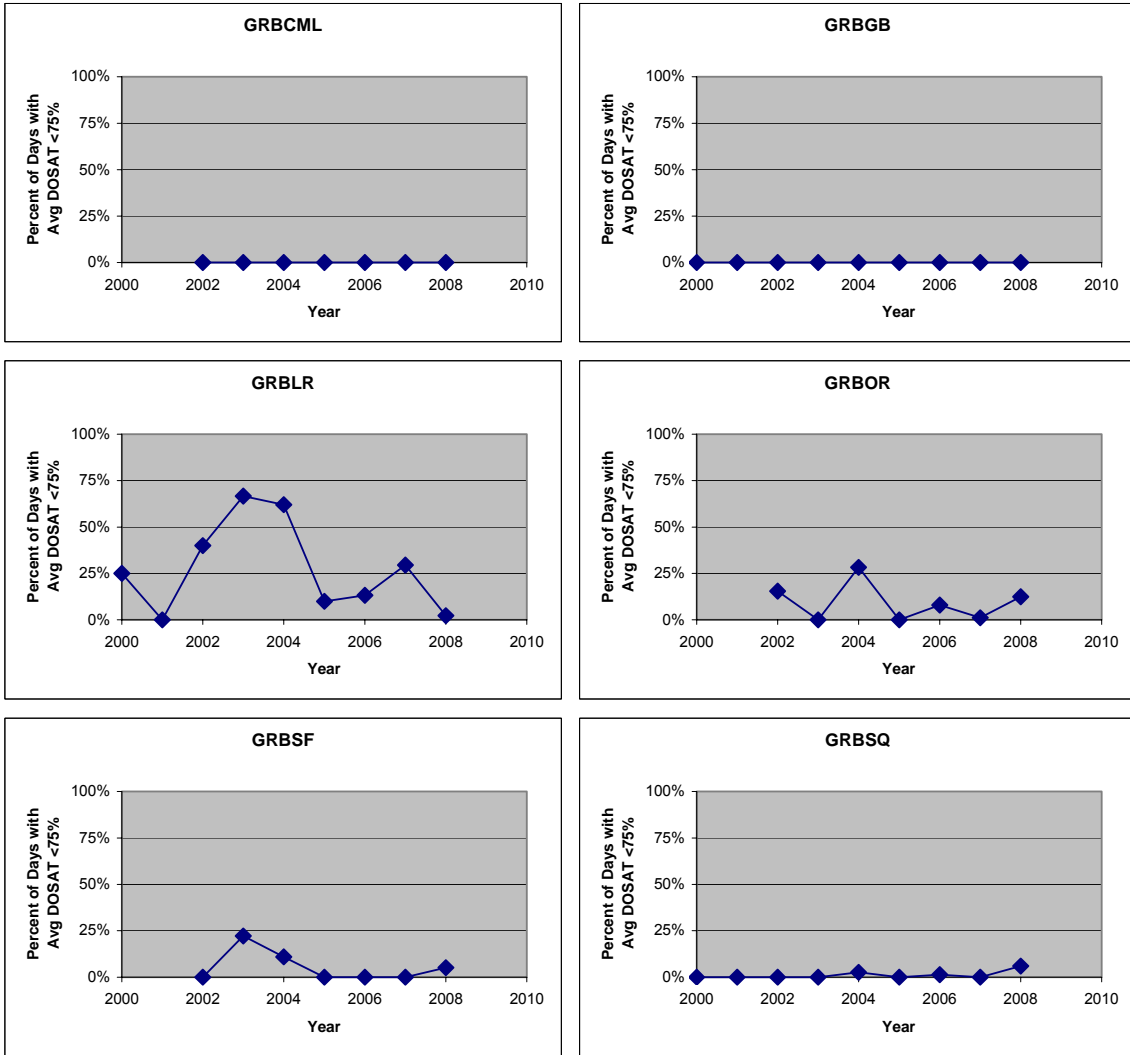 GRBCML
Percent of Days with
Avg DOSAT <75%
100%
75%
50%
25%
0%
2000 2002 2004 2006 2008 2010
Year
GRBGB
Percent of Days with
Avg DOSAT <75%
100%
75%
50%
25%
0%
2000 2002 2004 2006 2008 2010
Year
GRBLR
Percent of Days with
Avg DOSAT <75%
100%
75%
50%
25%
0%
2000 2002 2004 2006 2008 2010
Year
GRBOR
Percent of Days with
Avg DOSAT <75%
100%
75%
50%
25%
0%
2000 2002 2004 2006 2008 2010
Year
GRBSF
Percent of Days with
Avg DOSAT <75%
100%
75%
50%
25%
0%
2000 2002 2004 2006 2008 2010
Year
GRBSQ
Percent of Days with
Avg DOSAT <75%
100%
75%
50%
25%
0%
2000 2002 2004 2006 2008 2010
Year